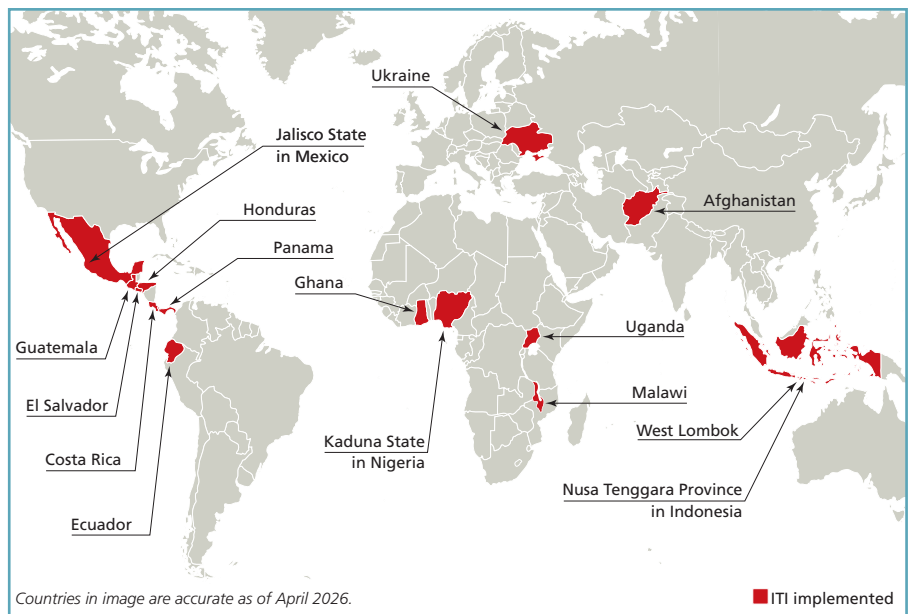 Ukraine
Jalisco State
in Mexico
Afghanistan
Honduras
Panama
Ghana
Uganda
Guatemala
Malawi
El Salvador
West Lombok
Kaduna State
in Nigeria
Costa Rica
Nusa Tenggara Province
in Indonesia
Ecuador
Countries in image are accurate as of April 2026.
ITI implemented